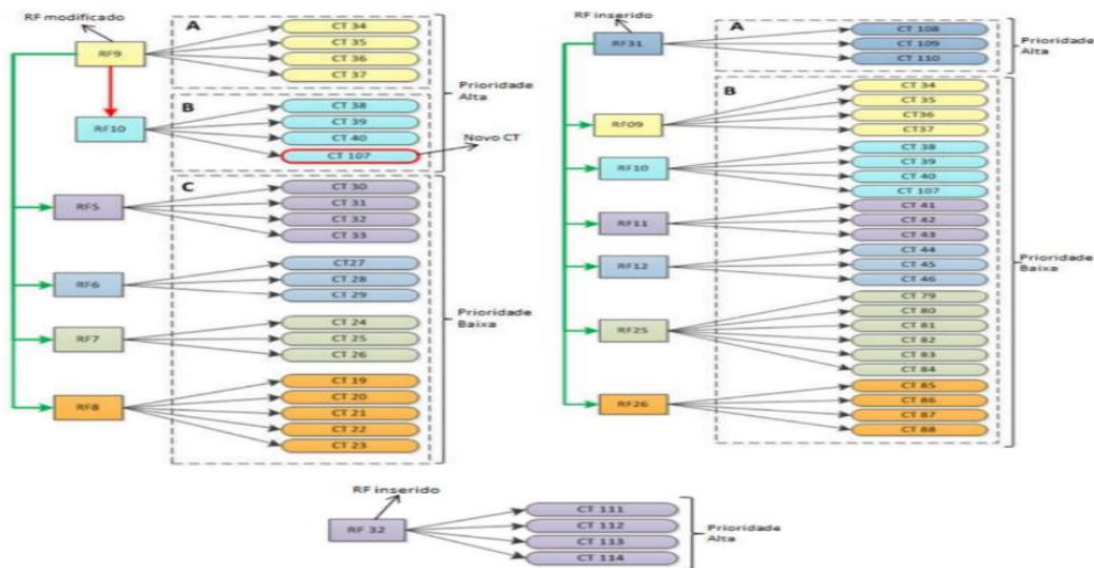 RF modificado
RF9
A
CT 34
CT 35
CT 36
CT 37
Prioridade
Alta
RF10
B
CT 38
CT 39
CT 40
CT 107
Novo CT
C
RF5
CT 30
CT 31
CT 32
CT 33
RF6
CT27
CT 28
CT 29
Prioridade
Baixa
RF7
CT 24
CT 25
CT 26
RF8
CT 19
CT 20
CT 21
CT 22
CT 23
RF inserido
RF31
A
CT 108
CT 109
CT 110
Prioridade
Alta
B
RF09
CT 34
CT 35
CT36
CT37
RF10
CT 38
CT 39
CT 40
CT 107
RF11
CT 41
CT 42
CT 43
RF12
CT 44
CT 45
CT 46
Prioridade
Baixa
RF25
CT 79
CT 80
CT 81
CT 82
CT 83
CT 84
RF26
CT 85
CT 86
CT 87
CT 88
RF inserido
RF 32
CT 111
CT 112
CT 113
CT 114
Prioridade
Alta